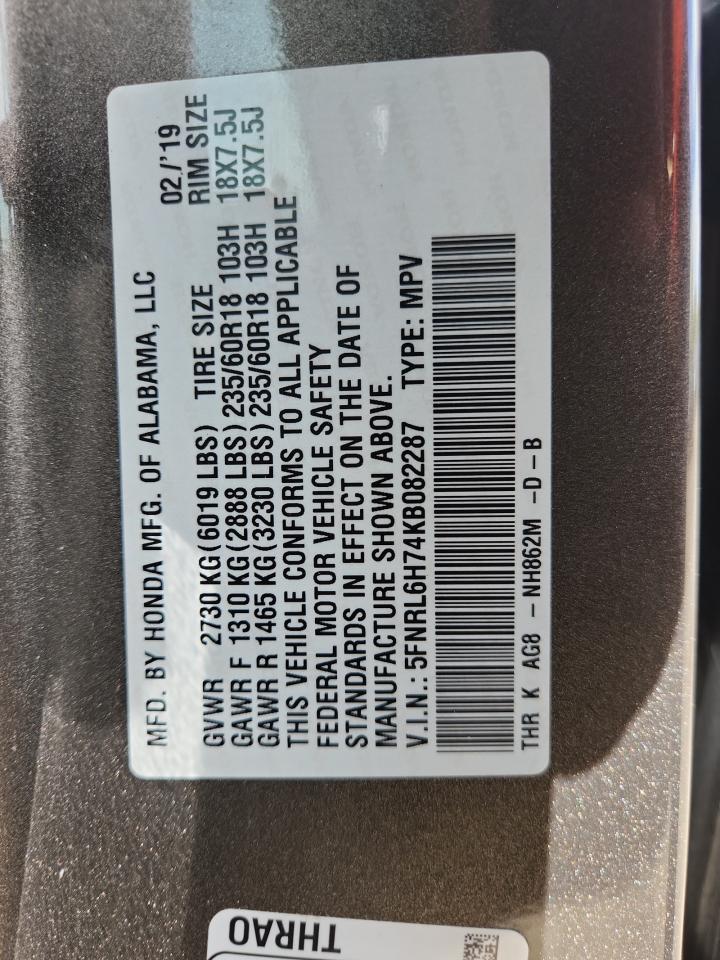 MFD. BY HONDA MFG. OF ALABAMA, LLC 02/'19
GVWR 2730 KG(6019 LBS) TIRE SIZE RIM SIZE
GAWR F 1310 KG(2888 LBS) 235/60R18 103H 18X7.5J
GAWR R 1465 KG(3230 LBS) 235/60R18 103H 18X7.5J
THIS VEHICLE CONFORMS TO ALL APPLICABLE
FEDERAL MOTOR VEHICLE SAFETY
STANDARDS IN EFFECT ON THE DATE OF
MANUFACTURE SHOWN ABOVE.
V.I.N.: 5FNRL6H74KB082287 TYPE: MPV
THR K AG8 - NH862M -D-B
THRAO